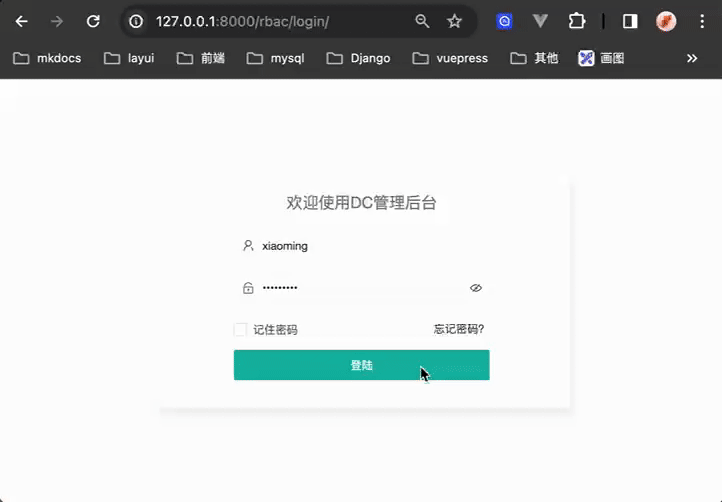 127.0.0.1:8000/rbac/login/
mkdocs layui 前端 mysql Django vuepress 其他 画图
欢迎使用DC管理后台
xiaoming
•••••••••
记住密码 忘记密码?
登陆